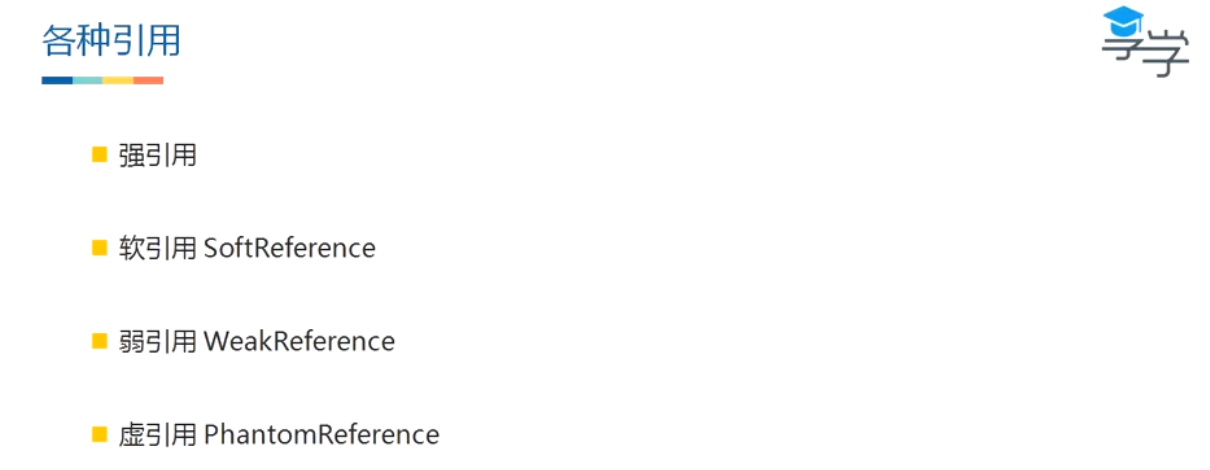 各种引用
享学
强引用
软引用 SoftReference
弱引用 WeakReference
虚引用 PhantomReference